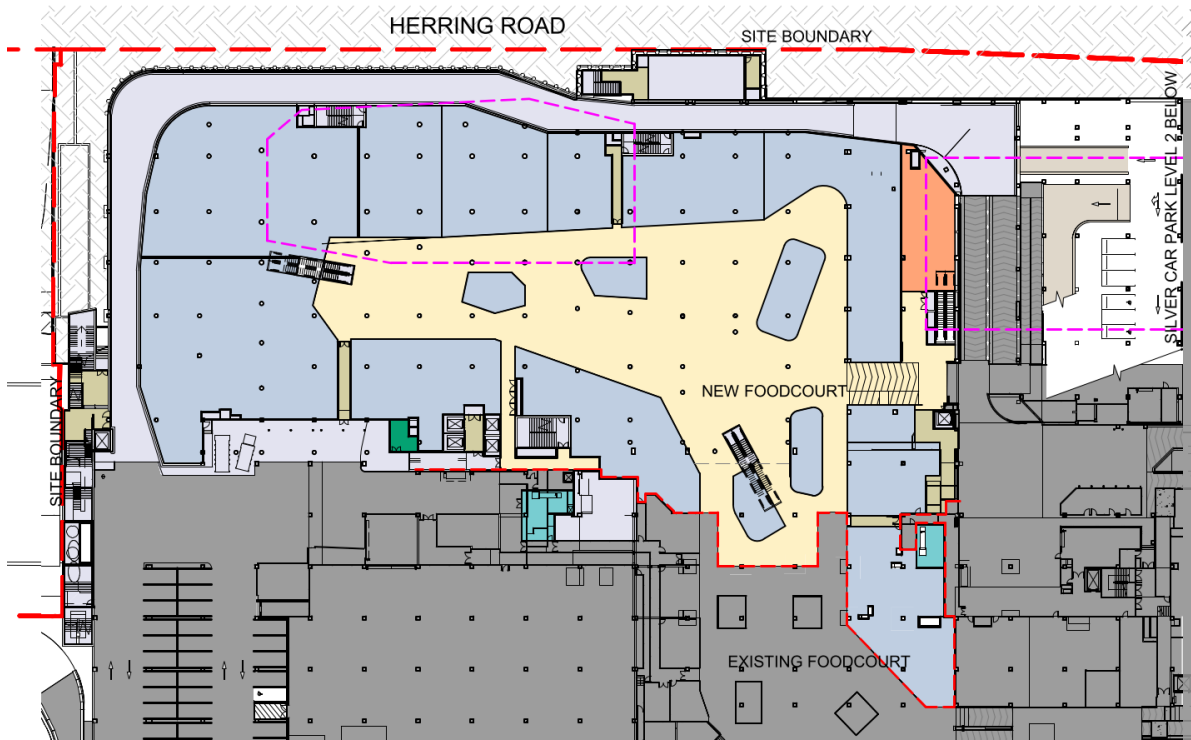 HERRING ROAD
SITE BOUNDARY
SILVER CAR PARK LEVEL 2 BELOW
SITE BOUNDARY
NEW FOODCOURT
EXISTING FOODCOURT